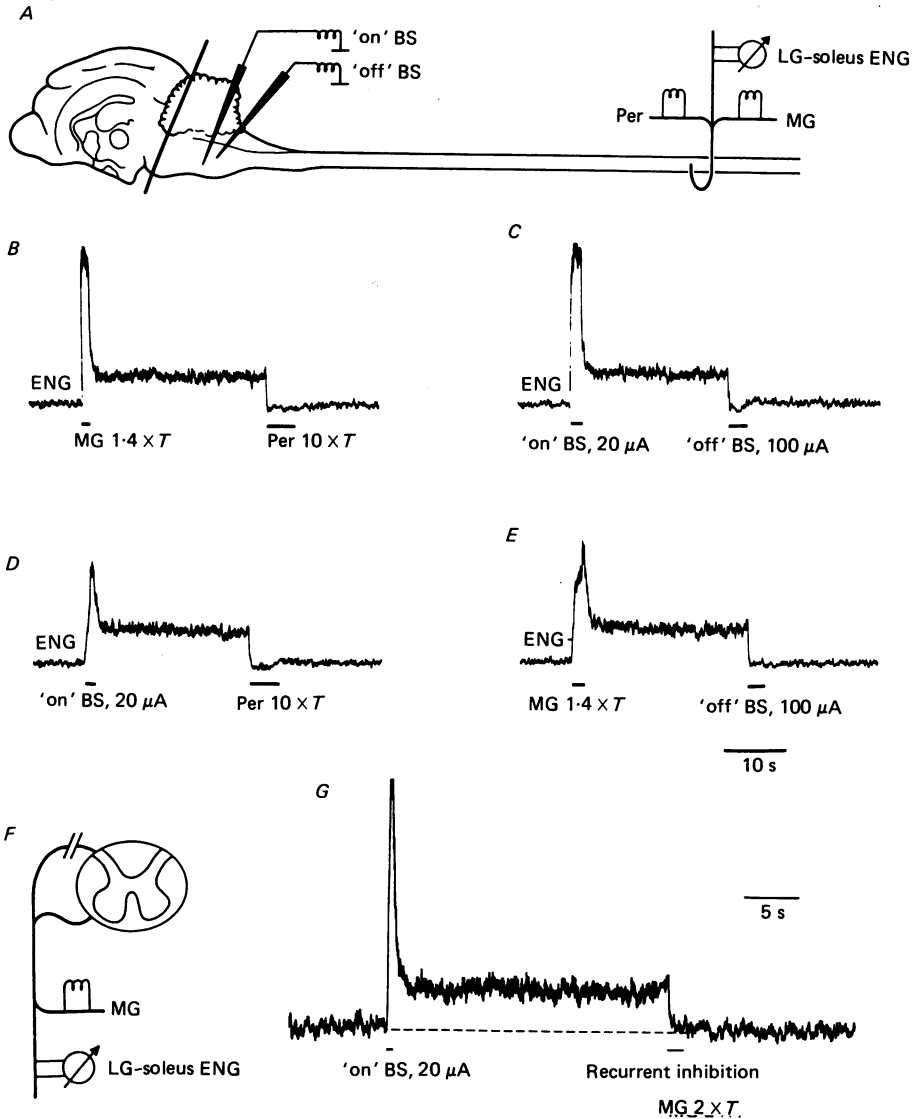 A
'on' BS
'off' BS
LG–soleus ENG
Per
MG
B
ENG
MG 1·4 × T
Per 10 × T
C
ENG
'on' BS, 20 μA
'off' BS, 100 μA
D
ENG
'on' BS, 20 μA
Per 10 × T
E
ENG
MG 1·4 × T
'off' BS, 100 μA
10 s
F
MG
LG–soleus ENG
G
5 s
'on' BS, 20 μA
Recurrent inhibition
MG 2 × T